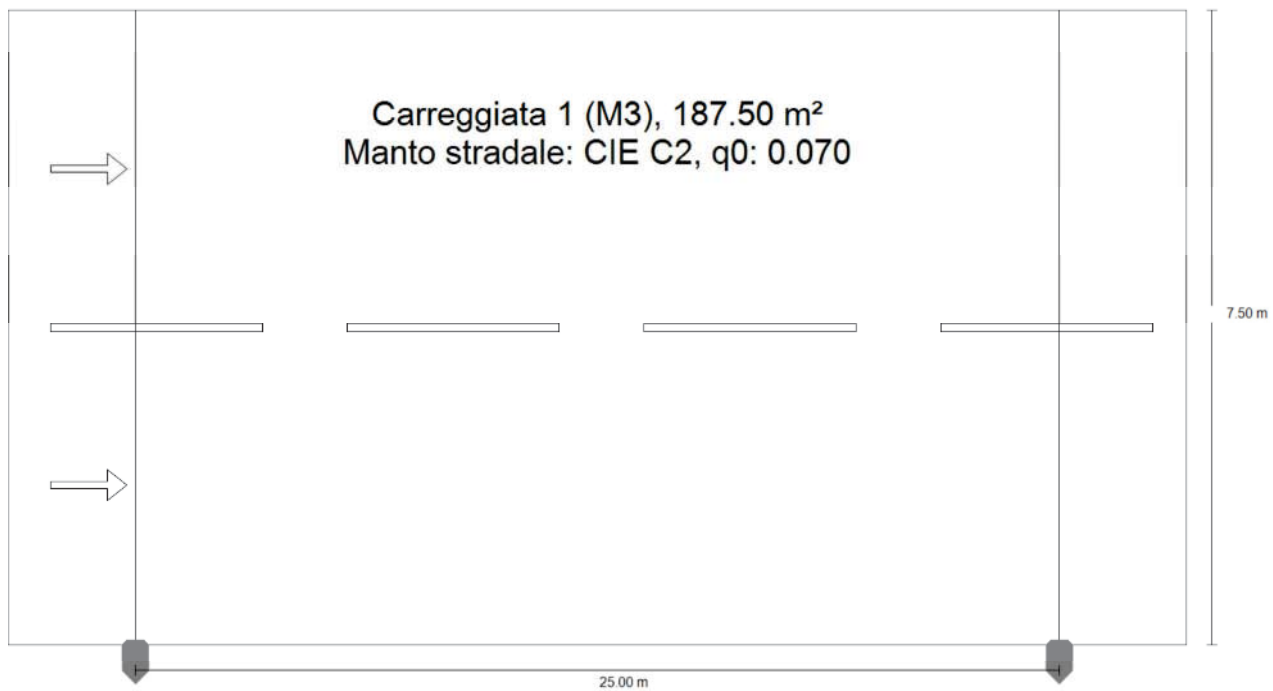 Carreggiata 1 (M3), 187.50 m²
Manto stradale: CIE C2, q0: 0.070
7.50 m
25.00 m